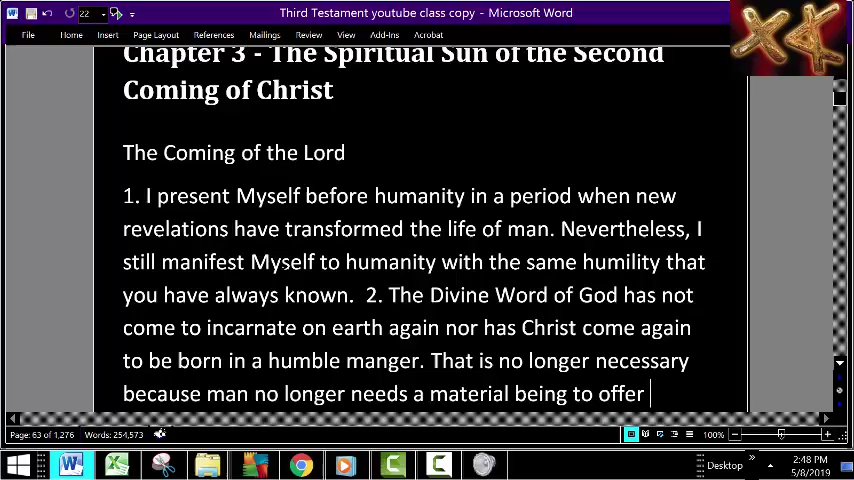 Third Testament youtube class copy - Microsoft Word
22
File Home Insert Page Layout References Mailings Review View Add-Ins Acrobat
Chapter 3 - The Spiritual Sun of the Second
Coming of Christ
The Coming of the Lord
1. I present Myself before humanity in a period when new
revelations have transformed the life of man. Nevertheless, I
still manifest Myself to humanity with the same humility that
you have always known.  2. The Divine Word of God has not
come to incarnate on earth again nor has Christ come again
to be born in a humble manger. That is no longer necessary
because man no longer needs a material being to offer
Page: 63 of 1,276 Words: 254,573 100%
Desktop 2:48 PM
5/8/2019